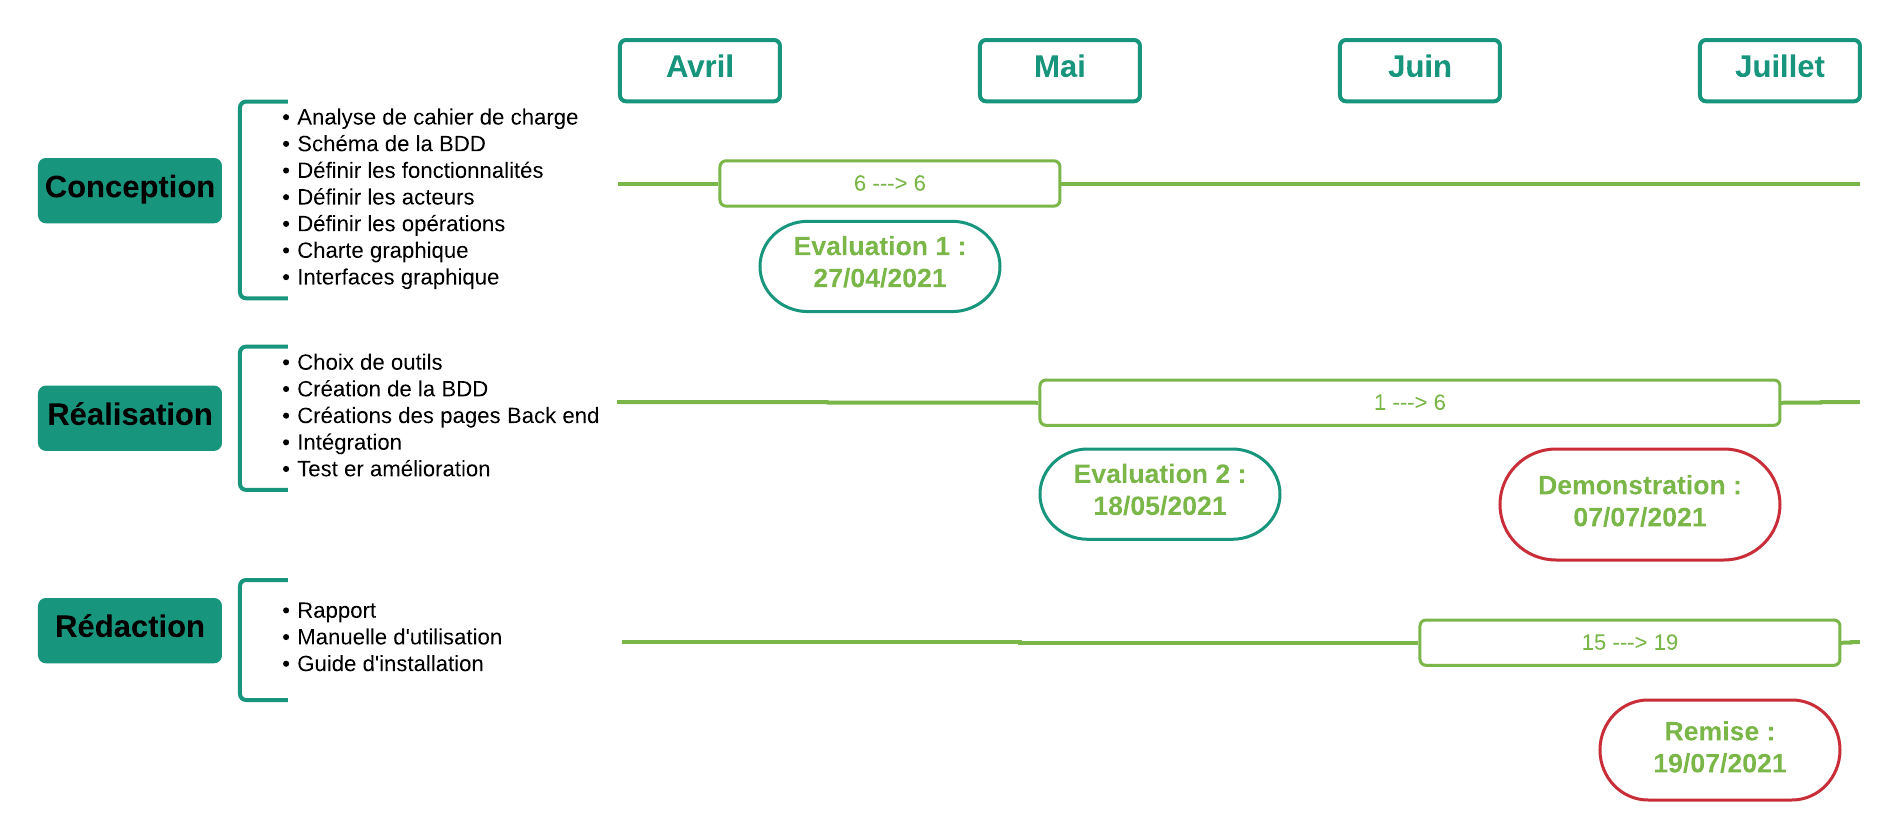 Avril
Mai
Juin
Juillet
Conception
• Analyse de cahier de charge
• Schéma de la BDD
• Définir les fonctionnalités
• Définir les acteurs
• Définir les opérations
• Charte graphique
• Interfaces graphique
6 ---> 6
Evaluation 1 :
27/04/2021
Réalisation
• Choix de outils
• Création de la BDD
• Créations des pages Back end
• Intégration
• Test er amélioration
1 ---> 6
Evaluation 2 :
18/05/2021
Demonstration :
07/07/2021
Rédaction
• Rapport
• Manuelle d'utilisation
• Guide d'installation
15 ---> 19
Remise :
19/07/2021